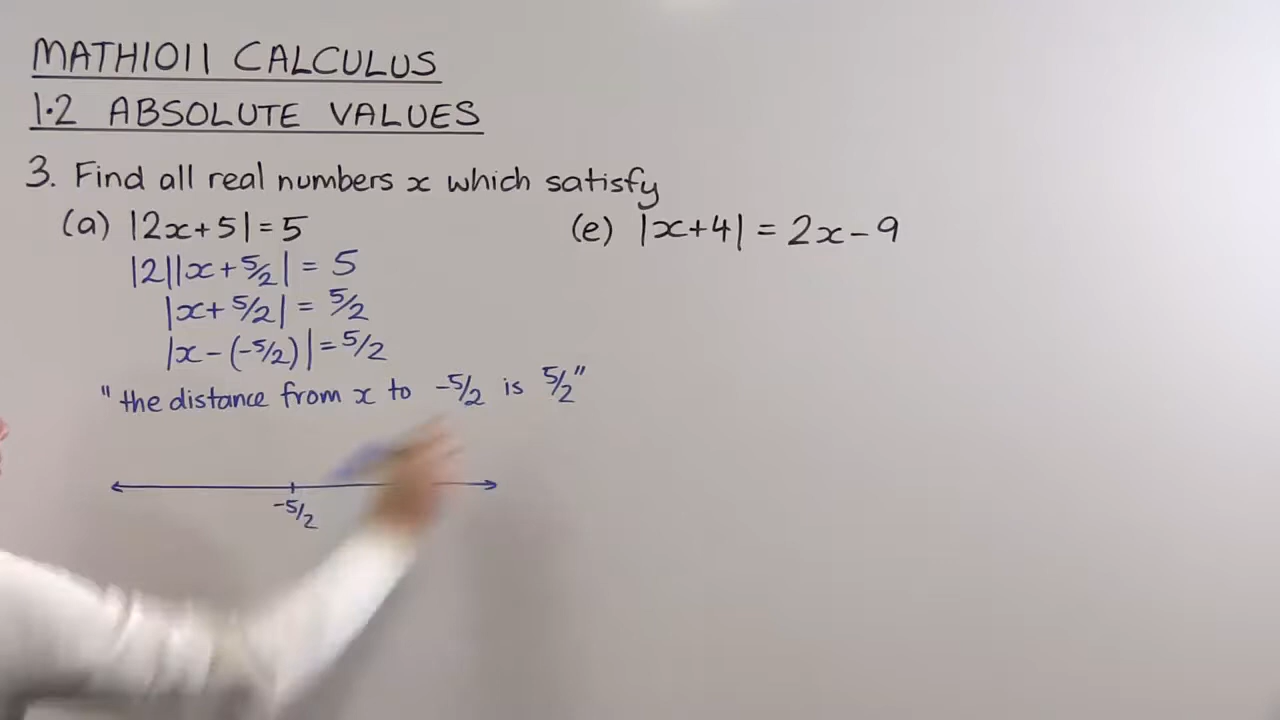 MATH1011 CALCULUS
1.2 ABSOLUTE VALUES
3. Find all real numbers x which satisfy
(a) |2x+5| = 5
|2||x + 5/2| = 5
|x + 5/2| = 5/2
|x - (-5/2)| = 5/2
"the distance from x to -5/2 is 5/2"
-5/2
(e) |x+4| = 2x - 9